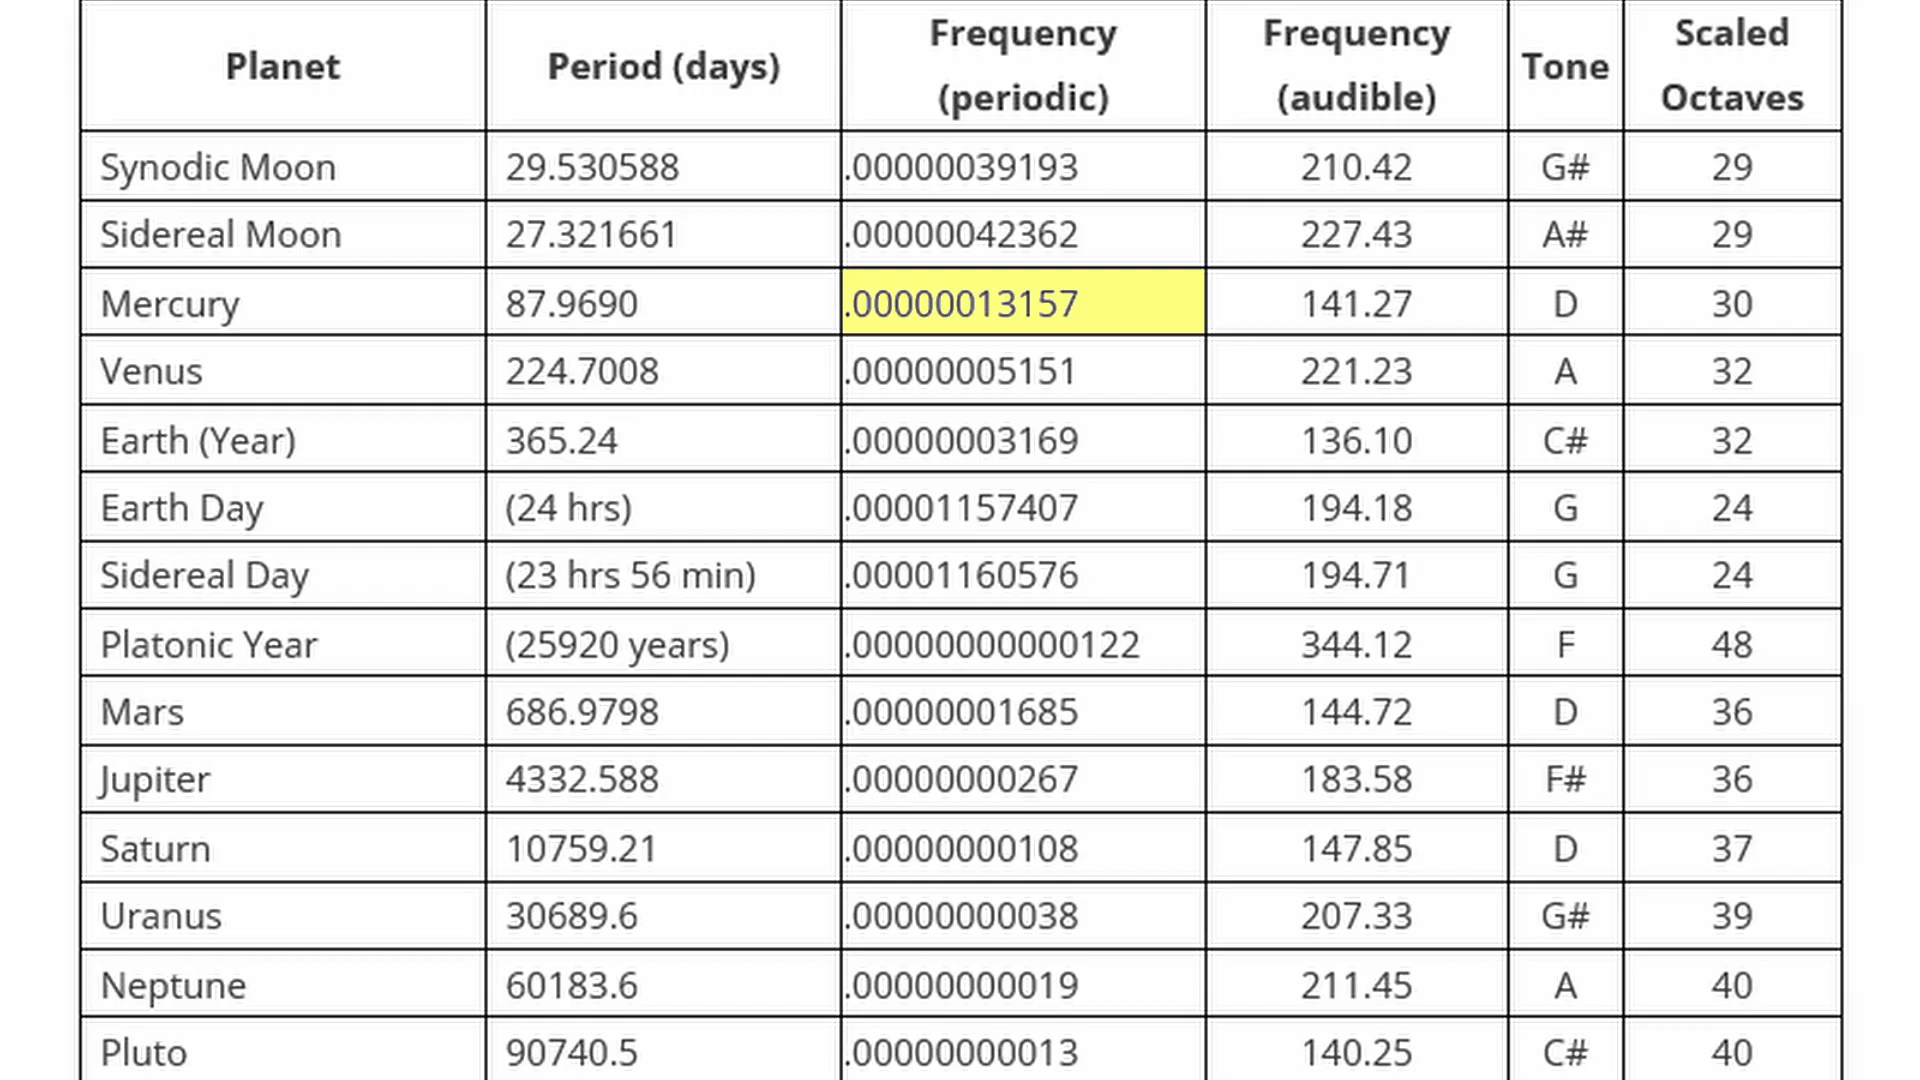 Planet Period (days) Frequency (periodic) Frequency (audible) Tone Scaled Octaves
Synodic Moon 29.530588 .00000039193 210.42 G# 29
Sidereal Moon 27.321661 .00000042362 227.43 A# 29
Mercury 87.9690 .00000013157 141.27 D 30
Venus 224.7008 .00000005151 221.23 A 32
Earth (Year) 365.24 .00000003169 136.10 C# 32
Earth Day (24 hrs) .00001157407 194.18 G 24
Sidereal Day (23 hrs 56 min) .00001160576 194.71 G 24
Platonic Year (25920 years) .00000000000122 344.12 F 48
Mars 686.9798 .00000001685 144.72 D 36
Jupiter 4332.588 .00000000267 183.58 F# 36
Saturn 10759.21 .00000000108 147.85 D 37
Uranus 30689.6 .00000000038 207.33 G# 39
Neptune 60183.6 .00000000019 211.45 A 40
Pluto 90740.5 .00000000013 140.25 C# 40